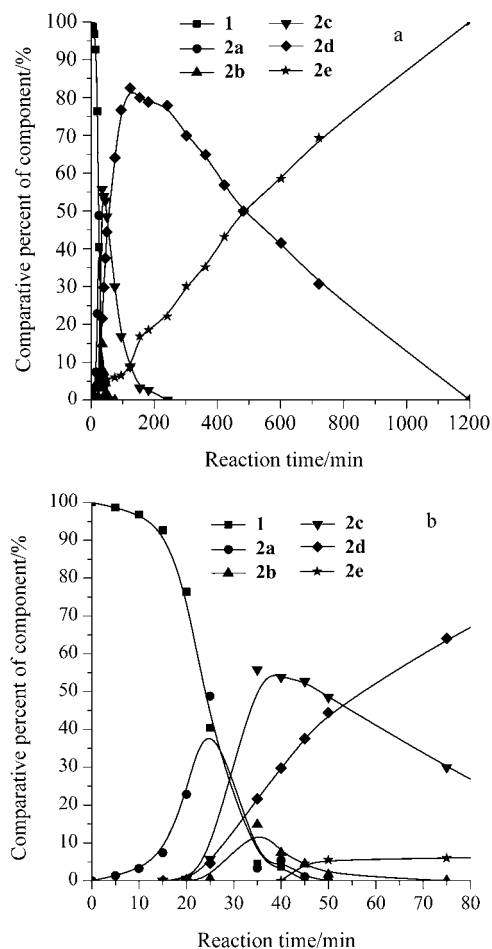 1 2c
2a 2d
2b 2e
a
100
90
80
70
60
50
40
30
20
10
0
Comparative percent of component/%
0 200 400 600 800 1000 1200
Reaction time/min
1 2c
2a 2d
2b 2e
b
100
90
80
70
60
50
40
30
20
10
0
Comparative percent of component/%
0 10 20 30 40 50 60 70 80
Reaction time/min